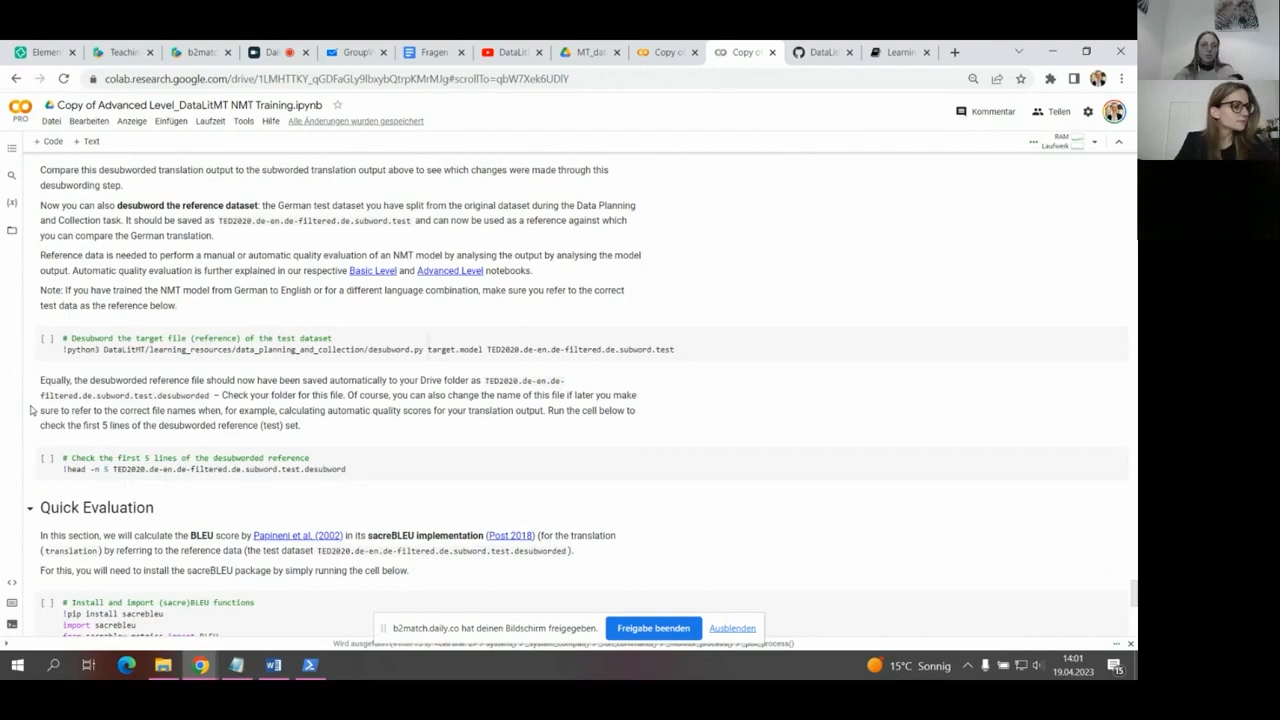 Elemen
Teachin
b2matc
Dai
GroupV
Fragen
DataLiT
MT_dat
Copy of
Copy of
DataLi
Learnin
colab.research.google.com/drive/1LMHTTKY_qGDFaGLy9lbxybQtrpKMrMJg#scrollTo=qbW7Xek6UDlY
Copy of Advanced Level_DataLitMT NMT Training.ipynb
PRO
Datei Bearbeiten Anzeige Einfügen Laufzeit Tools Hilfe Alle Änderungen wurden gespeichert
Kommentar
Teilen
+ Code + Text
RAM
Laufwerk
Compare this desubworded translation output to the subworded translation output above to see which changes were made through this
desubwording step.
Now you can also desubword the reference dataset: the German test dataset you have split from the original dataset during the Data Planning
and Collection task. It should be saved as TED2020.de-en.de-filtered.de.subword.test and can now be used as a reference against which
you can compare the German translation.
Reference data is needed to perform a manual or automatic quality evaluation of an NMT model by analysing the output by analysing the model
output. Automatic quality evaluation is further explained in our respective Basic Level and Advanced Level notebooks.
Note: If you have trained the NMT model from German to English or for a different language combination, make sure you refer to the correct
test data as the reference below.
[ ] # Desubword the target file (reference) of the test dataset
!python3 DataLitMT/learning_resources/data_planning_and_collection/desubword.py target.model TED2020.de-en.de-filtered.de.subword.test
Equally, the desubworded reference file should now have been saved automatically to your Drive folder as TED2020.de-en.de-
filtered.de.subword.test.desubworded – Check your folder for this file. Of course, you can also change the name of this file if later you make
sure to refer to the correct file names when, for example, calculating automatic quality scores for your translation output. Run the cell below to
check the first 5 lines of the desubworded reference (test) set.
[ ] # Check the first 5 lines of the desubworded reference
!head -n 5 TED2020.de-en.de-filtered.de.subword.test.desubword
Quick Evaluation
In this section, we will calculate the BLEU score by Papineni et al. (2002) in its sacreBLEU implementation (Post 2018) (for the translation
(translation) by referring to the reference data (the test dataset TED2020.de-en.de-filtered.de.subword.test.desubworded).
For this, you will need to install the sacreBLEU package by simply running the cell below.
[ ] # Install and import (sacre)BLEU functions
!pip install sacrebleu
import sacrebleu
from sacrebleu.metrics import BLEU
b2match.daily.co hat deinen Bildschirm freigegeben.
Freigabe beenden
Ausblenden
15°C Sonnig
14:01
19.04.2023
15